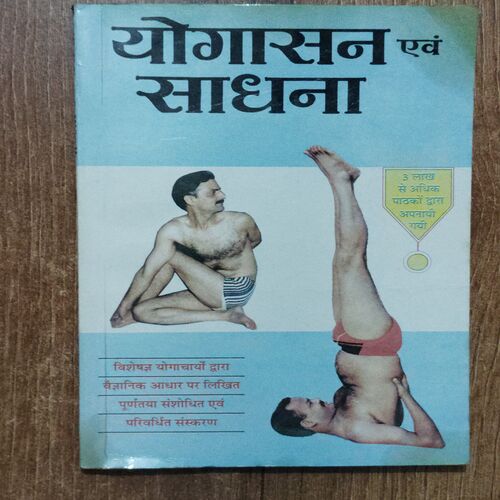 योगासन एवं
साधना
३ लाख
से अधिक
पाठकों द्वारा
अपनायी
गयी
विशेषज्ञ योगाचार्यों द्वारा
वैज्ञानिक आधार पर लिखित
पूर्णतया संशोधित एवं
परिवर्धित संस्करण